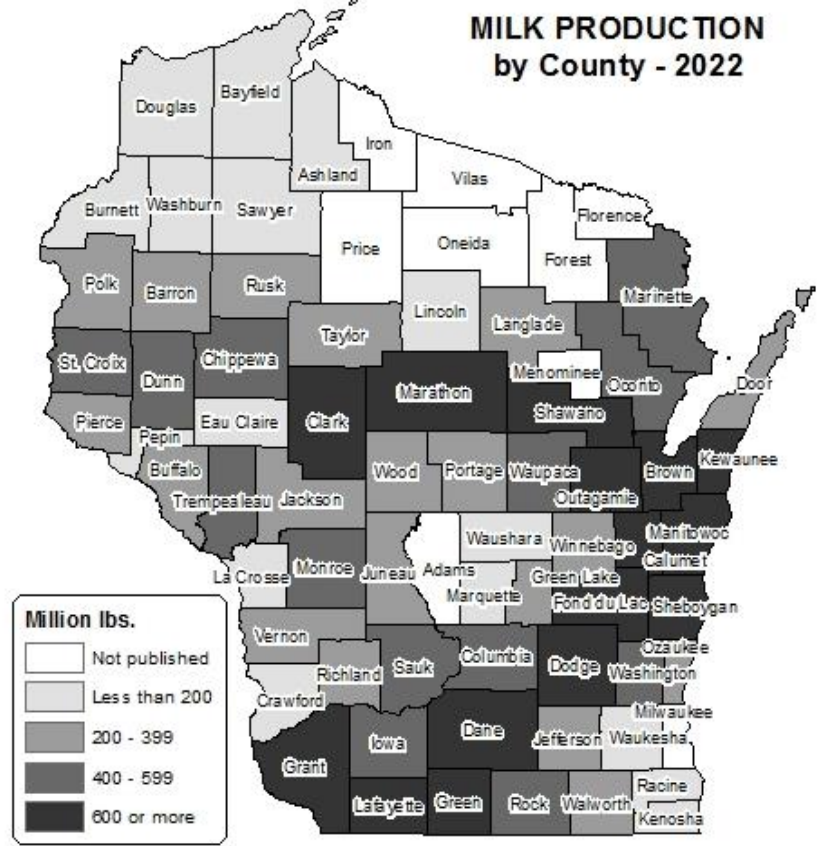 MILK PRODUCTION
by County - 2022
Douglas
Bayfield
Iron
Ashland
Vilas
Burnett
Washburn
Sawyer
Florence
Price
Oneida
Forest
Polk
Barron
Rusk
Marinette
Lincoln
Langlade
Taylor
St. Croix
Dunn
Chippewa
Menominee
Oconto
Door
Marathon
Shawano
Pierce
Eau Claire
Clark
Pepin
Buffalo
Wood
Portage
Waupaca
Brown
Kewaunee
Trempealeau
Jackson
Outagamie
Waushara
Winnebago
Manitowoc
Calumet
La Crosse
Monroe
Juneau
Adams
Marquette
Green Lake
Fond du Lac
Sheboygan
Vernon
Richland
Sauk
Columbia
Dodge
Ozaukee
Washington
Crawford
Milwaukee
Grant
Iowa
Dane
Jefferson
Waukesha
Lafayette
Green
Rock
Walworth
Racine
Kenosha
Million lbs.
Not published
Less than 200
200 - 399
400 - 599
600 or more